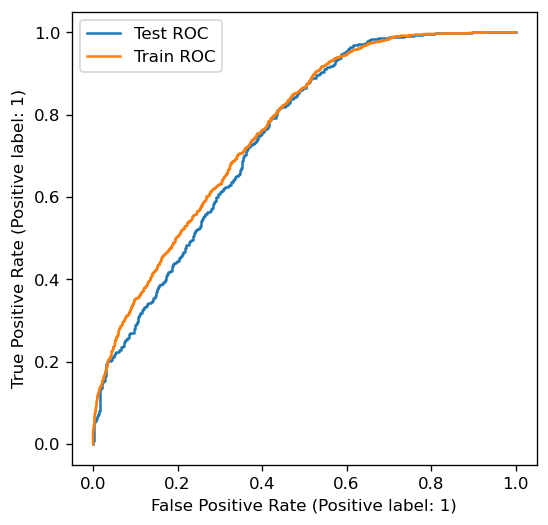 Test ROC
Train ROC
True Positive Rate (Positive label: 1)
1.0
0.8
0.6
0.4
0.2
0.0
0.0 0.2 0.4 0.6 0.8 1.0
False Positive Rate (Positive label: 1)